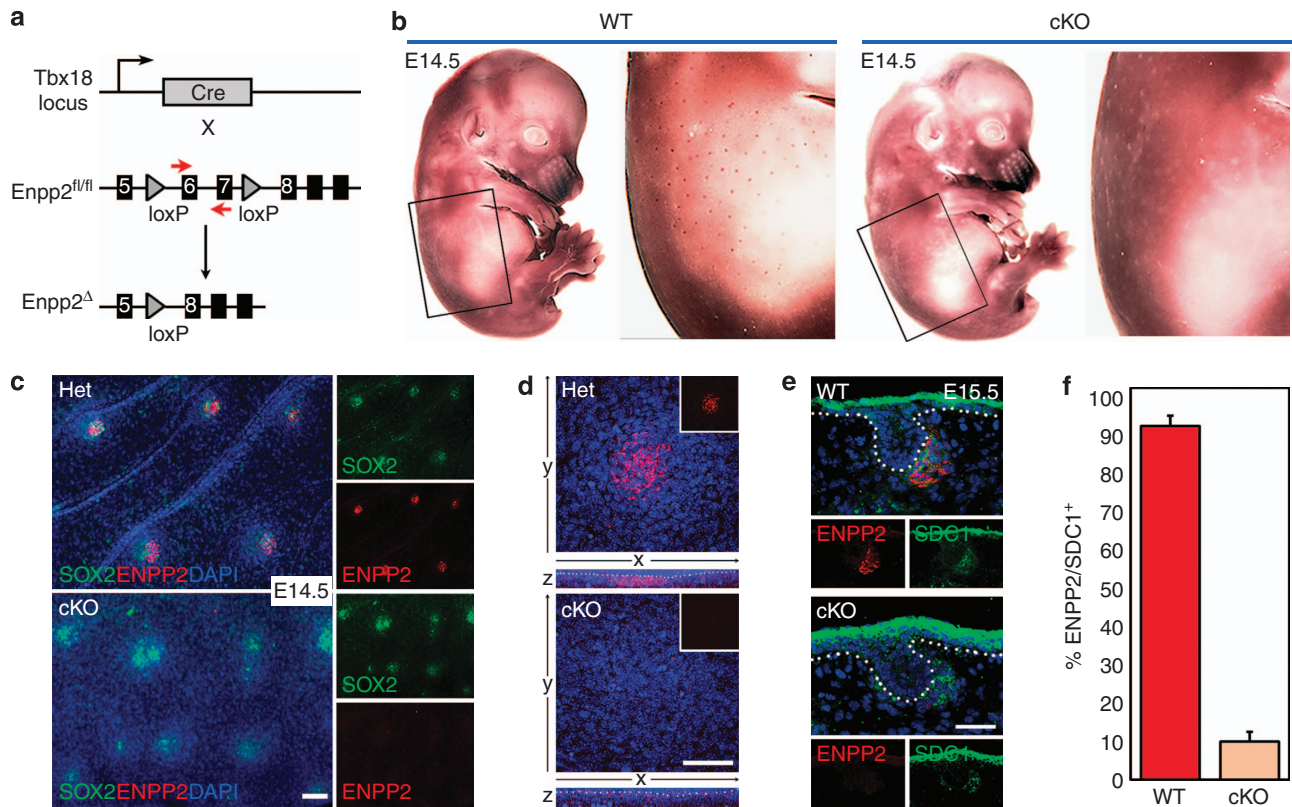 a
Tbx18
locus
Cre
X
Enpp2fl/fl
5 6 7 8
loxP loxP
Enpp2Δ
5 8
loxP
b
WT
cKO
E14.5
E14.5
c
Het
SOX2ENPP2DAPI
SOX2
ENPP2
E14.5
cKO
SOX2ENPP2DAPI
SOX2
ENPP2
d
Het
y
x
z
cKO
y
x
z
e
WT E15.5
ENPP2 SDC1
cKO
ENPP2 SDC1
f
% ENPP2/SDC1+
100
90
80
70
60
50
40
30
20
10
0
WT cKO